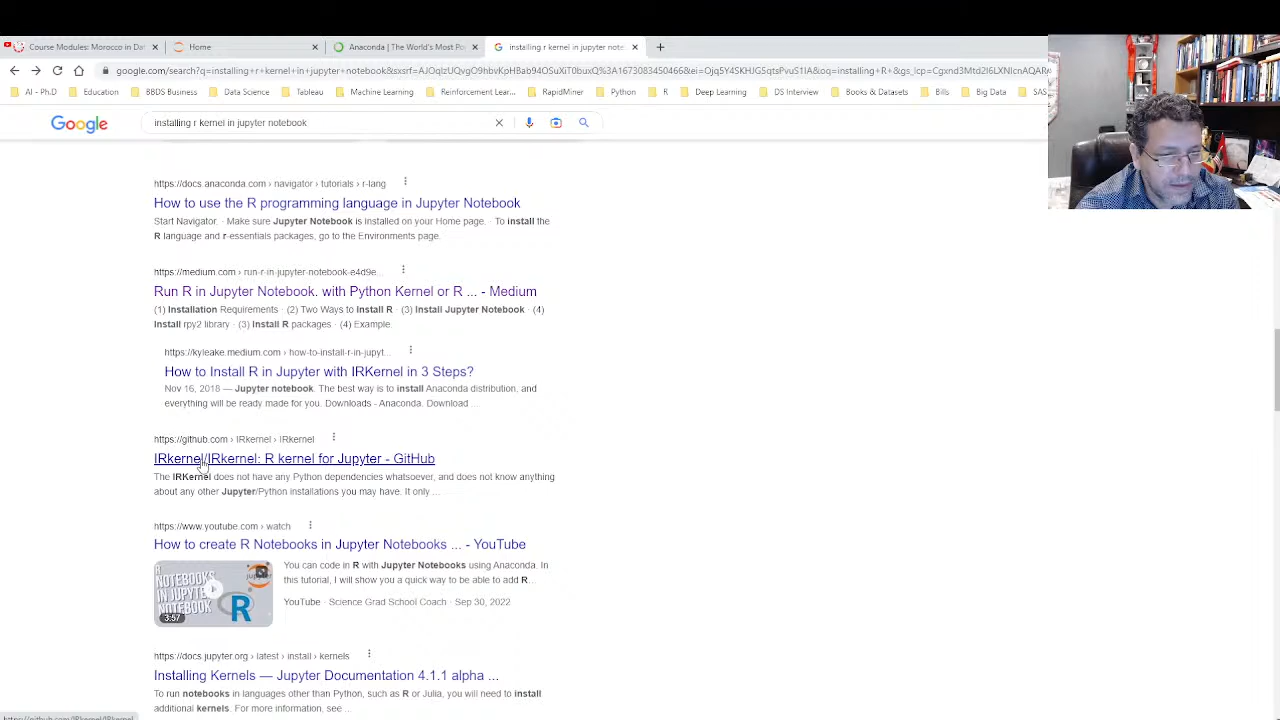 Course Modules: Morocco in Dat
Home
Anaconda | The World's Most Po
installing r kernel in jupyter note
google.com/search?q=installing+r+kernel+in+jupyter+notebook
AI - Ph.D
Education
BBDS Business
Data Science
Tableau
Machine Learning
Reinforcement Lear...
RapidMiner
Python
R
Deep Learning
DS Interview
Books & Datasets
Bills
Big Data
SAS
Google
installing r kernel in jupyter notebook
https://docs.anaconda.com › navigator › tutorials › r-lang
How to use the R programming language in Jupyter Notebook
Start Navigator. · Make sure Jupyter Notebook is installed on your Home page. · To install the
R language and r-essentials packages, go to the Environments page.
https://medium.com › run-r-in-jupyter-notebook-e4d9e...
Run R in Jupyter Notebook. with Python Kernel or R ... - Medium
(1) Installation Requirements · (2) Two Ways to Install R · (3) Install Jupyter Notebook · (4)
Install rpy2 library · (3) Install R packages · (4) Example.
https://kyleake.medium.com › how-to-install-r-in-jupyt...
How to Install R in Jupyter with IRKernel in 3 Steps?
Nov 16, 2018 — Jupyter notebook. The best way is to install Anaconda distribution, and
everything will be ready made for you. Downloads - Anaconda. Download ...
https://github.com › IRkernel › IRkernel
IRkernel/IRkernel: R kernel for Jupyter - GitHub
The IRKernel does not have any Python dependencies whatsoever, and does not know anything
about any other Jupyter/Python installations you may have. It only ...
https://www.youtube.com › watch
How to create R Notebooks in Jupyter Notebooks ... - YouTube
R
NOTEBOOKS
IN JUPYTER
NOTEBOOK
jupyter
R
3:57
You can code in R with Jupyter Notebooks using Anaconda. In
this tutorial, I will show you a quick way to be able to add R...
YouTube · Science Grad School Coach · Sep 30, 2022
https://docs.jupyter.org › latest › install › kernels
Installing Kernels — Jupyter Documentation 4.1.1 alpha ...
To run notebooks in languages other than Python, such as R or Julia, you will need to install
additional kernels. For more information, see ...
https://github.com/IRkernel/IRkernel